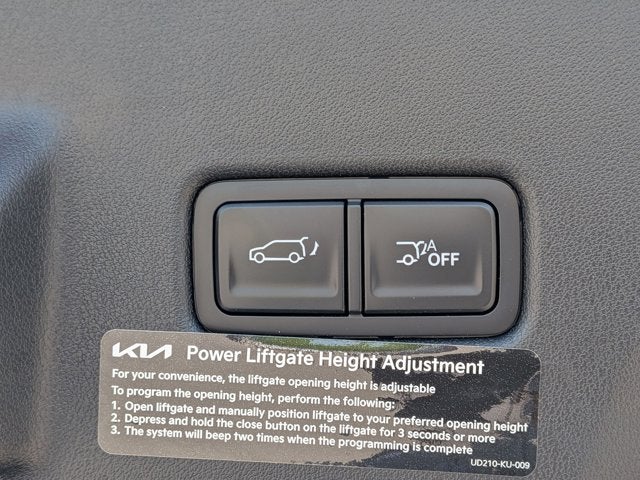 A
OFF
KIA Power Liftgate Height Adjustment
For your convenience, the liftgate opening height is adjustable
To program the opening height, perform the following:
1. Open liftgate and manually position liftgate to your preferred opening height
2. Depress and hold the close button on the liftgate for 3 seconds or more
3. The system will beep two times when the programming is complete
UD210-KU-009